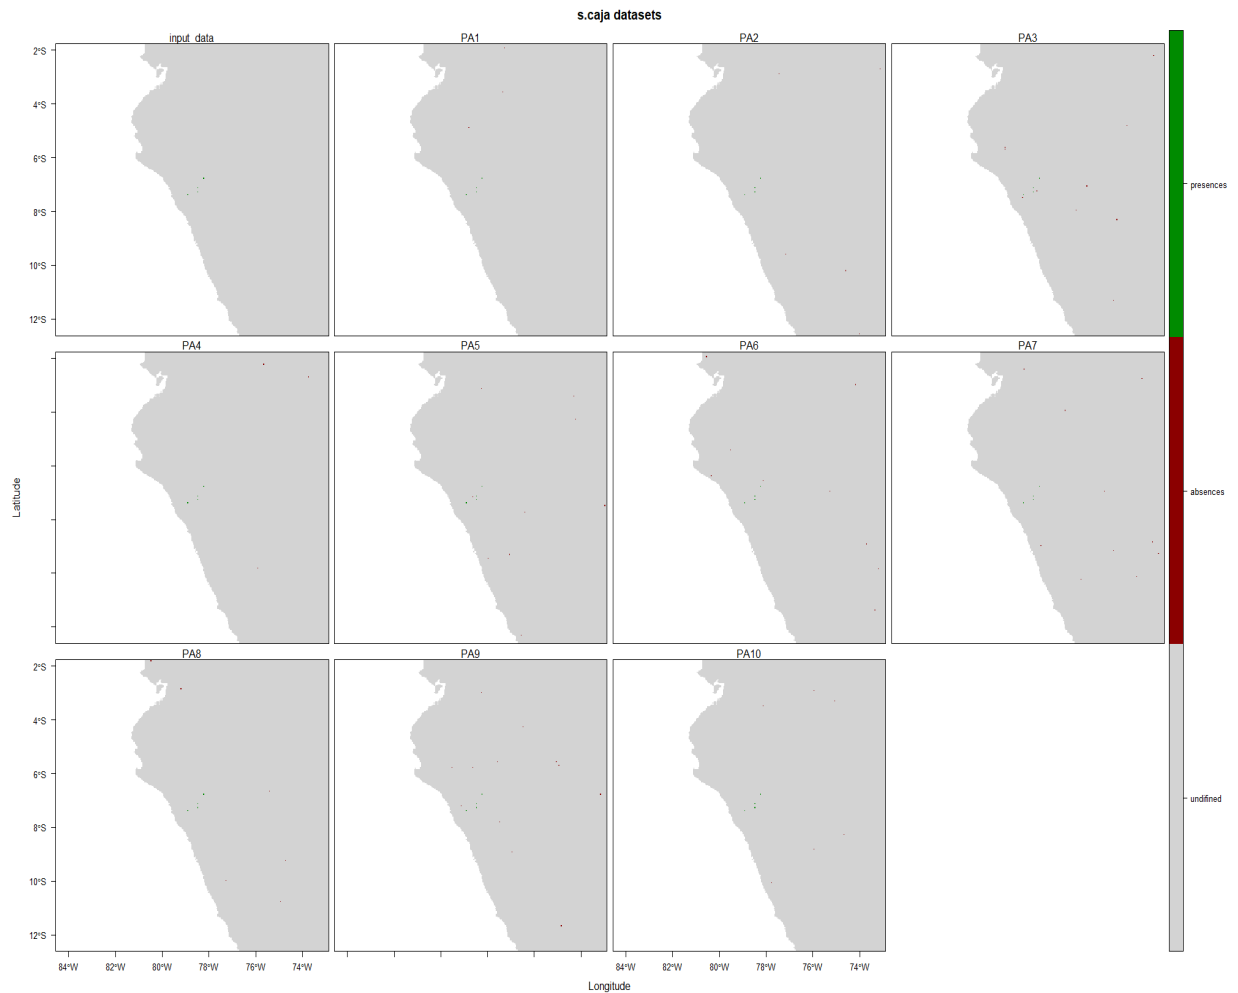 s.caja datasets
input_data
PA1
PA2
PA3
2°S
4°S
6°S
8°S
10°S
12°S
presences
PA4
PA5
PA6
PA7
Latitude
absences
PA8
PA9
PA10
2°S
4°S
6°S
8°S
10°S
12°S
undifined
84°W
82°W
80°W
78°W
76°W
74°W
84°W
82°W
80°W
78°W
76°W
74°W
Longitude